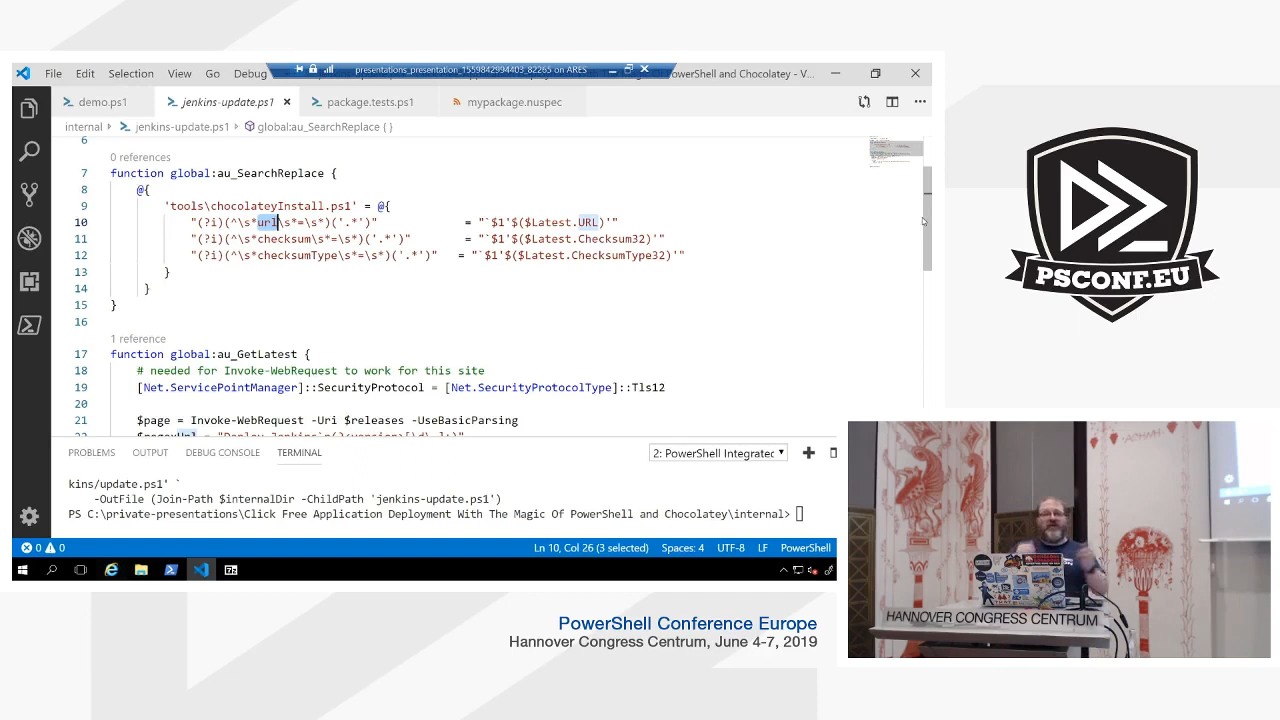 File Edit Selection View Go Debug
presentations_presentation_1559842994403_82265 on ARES
PowerShell and Chocolatey - V...
demo.ps1 jenkins-update.ps1 package.tests.ps1 mypackage.nuspec
internal jenkins-update.ps1 global:au_SearchReplace { }
6
0 references
7 function global:au_SearchReplace {
8 @{
9 'tools\chocolateyInstall.ps1' = @{
10 "(?i)(^\s*url\s*=\s*)('.*')" = "`$1'$($Latest.URL)'"
11 "(?i)(^\s*checksum\s*=\s*)('.*')" = "`$1'$($Latest.Checksum32)'"
12 "(?i)(^\s*checksumType\s*=\s*)('.*')" = "`$1'$($Latest.ChecksumType32)'"
13 }
14 }
15 }
16
1 reference
17 function global:au_GetLatest {
18 # needed for Invoke-WebRequest to work for this site
19 [Net.ServicePointManager]::SecurityProtocol = [Net.SecurityProtocolType]::Tls12
20
21 $page = Invoke-WebRequest -Uri $releases -UseBasicParsing
PROBLEMS OUTPUT DEBUG CONSOLE TERMINAL
2: PowerShell Integratec
kins/update.ps1' `
-OutFile (Join-Path $internalDir -ChildPath 'jenkins-update.ps1')
PS C:\private-presentations\Click Free Application Deployment With The Magic Of PowerShell and Chocolatey\internal>
0 0 Ln 10, Col 26 (3 selected) Spaces: 4 UTF-8 LF PowerShell
PSCONF.EU
HANNOVER CONGRESS CENTRUM
PowerShell Conference Europe
Hannover Congress Centrum, June 4-7, 2019